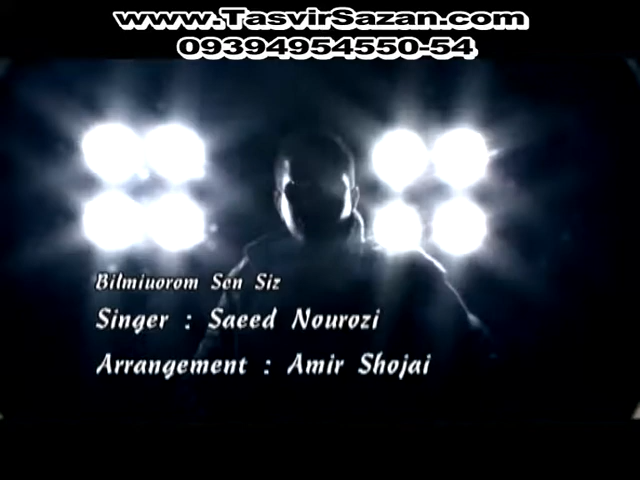 www.TasvirSazan.com
09394954550-54
Bilmiuorom Sen Siz
Singer : Saeed Nourozi
Arrangement : Amir Shojai